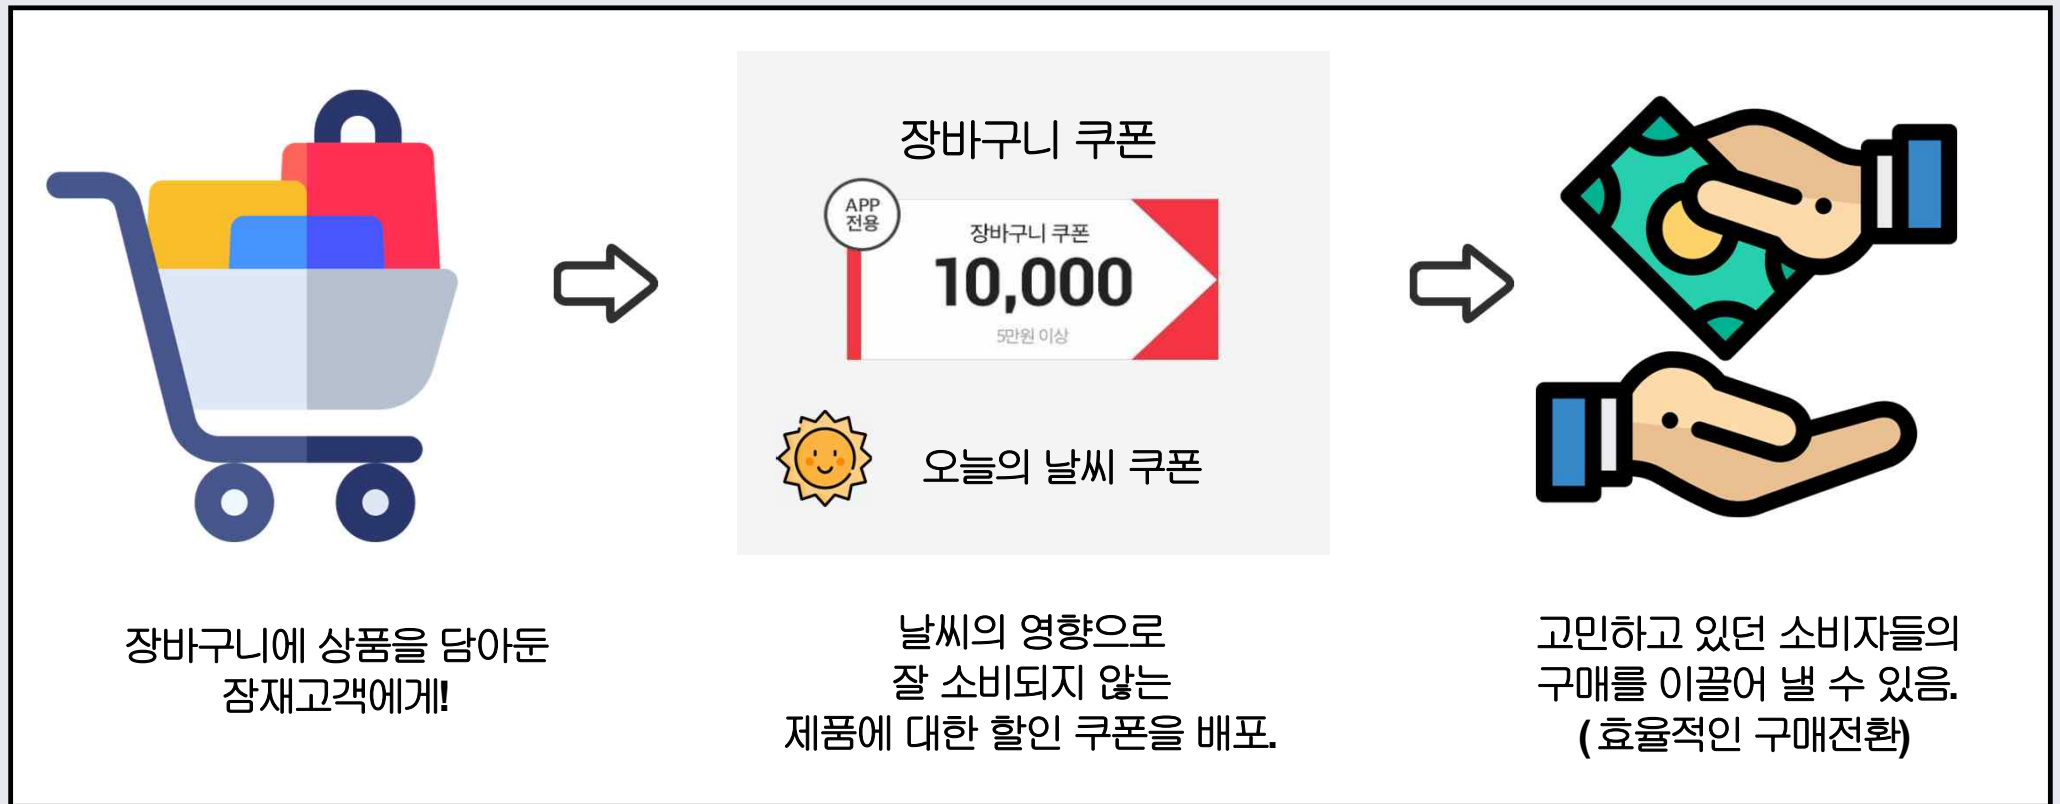 장바구니 쿠폰
APP
전용
장바구니 쿠폰
10,000
5만원 이상
오늘의 날씨 쿠폰
장바구니에 상품을 담아둔
잠재고객에게!
날씨의 영향으로
잘 소비되지 않는
제품에 대한 할인 쿠폰을 배포.
고민하고 있던 소비자들의
구매를 이끌어 낼 수 있음.
( 효율적인 구매전환)